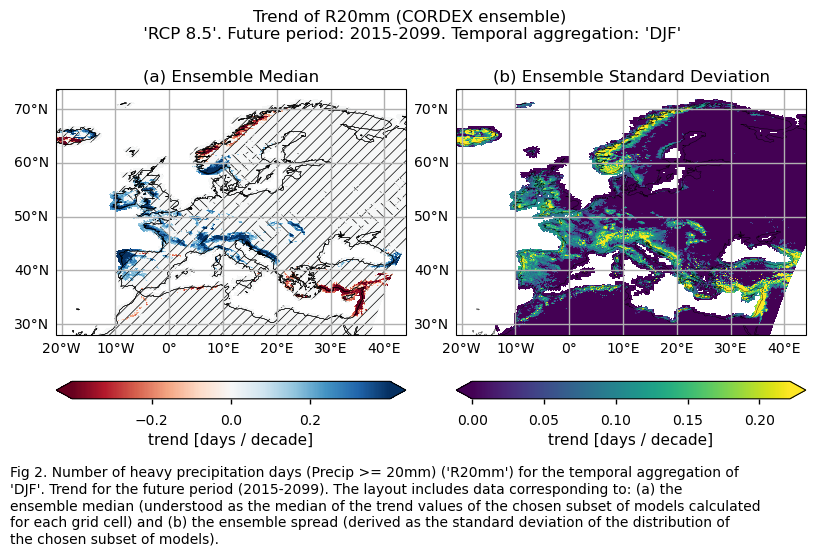 Trend of R20mm (CORDEX ensemble)
'RCP 8.5'. Future period: 2015-2099. Temporal aggregation: 'DJF'
(a) Ensemble Median
(b) Ensemble Standard Deviation
70°N
60°N
50°N
40°N
30°N
20°W 10°W 0° 10°E 20°E 30°E 40°E
70°N
60°N
50°N
40°N
30°N
20°W 10°W 0° 10°E 20°E 30°E 40°E
−0.2 0.0 0.2
trend [days / decade]
0.00 0.05 0.10 0.15 0.20
trend [days / decade]
Fig 2. Number of heavy precipitation days (Precip >= 20mm) ('R20mm') for the temporal aggregation of
'DJF'. Trend for the future period (2015-2099). The layout includes data corresponding to: (a) the
ensemble median (understood as the median of the trend values of the chosen subset of models calculated
for each grid cell) and (b) the ensemble spread (derived as the standard deviation of the distribution of
the chosen subset of models).